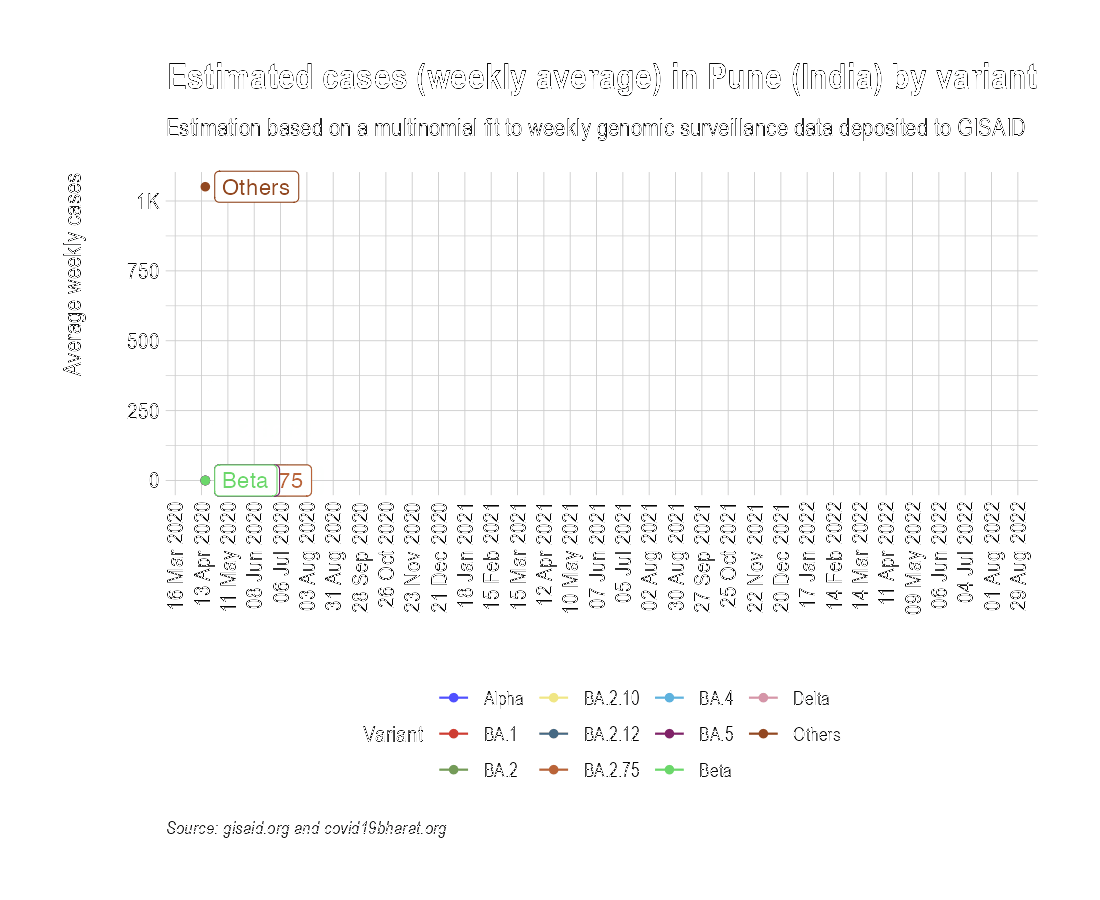 Estimated cases (weekly average) in Pune (India) by variant
Estimation based on a multinomial fit to weekly genomic surveillance data deposited to GISAID
Average weekly cases
1K
750
500
250
0
Others
Beta
75
16 Mar 2020
13 Apr 2020
11 May 2020
08 Jun 2020
06 Jul 2020
03 Aug 2020
31 Aug 2020
28 Sep 2020
26 Oct 2020
23 Nov 2020
21 Dec 2020
18 Jan 2021
15 Feb 2021
15 Mar 2021
12 Apr 2021
10 May 2021
07 Jun 2021
05 Jul 2021
02 Aug 2021
30 Aug 2021
27 Sep 2021
25 Oct 2021
22 Nov 2021
20 Dec 2021
17 Jan 2022
14 Feb 2022
14 Mar 2022
11 Apr 2022
09 May 2022
06 Jun 2022
04 Jul 2022
01 Aug 2022
29 Aug 2022
Variant
Alpha
BA.1
BA.2
BA.2.10
BA.2.12
BA.2.75
BA.4
BA.5
Beta
Delta
Others
Source: gisaid.org and covid19bharat.org